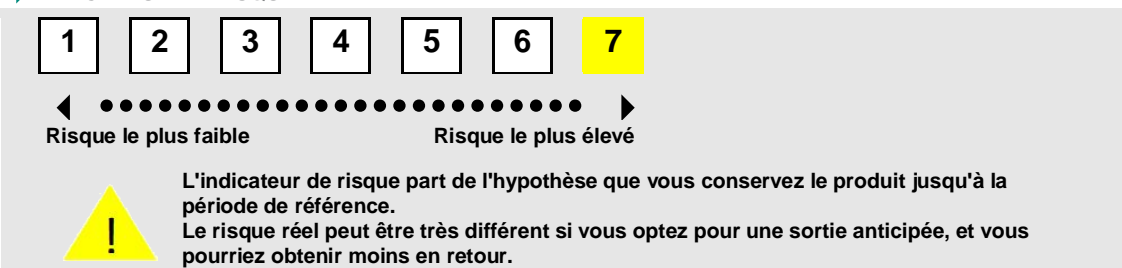 1 2 3 4 5 6 7
Risque le plus faible Risque le plus élevé
L'indicateur de risque part de l'hypothèse que vous conservez le produit jusqu'à la
période de référence.
Le risque réel peut être très différent si vous optez pour une sortie anticipée, et vous
pourriez obtenir moins en retour.
!